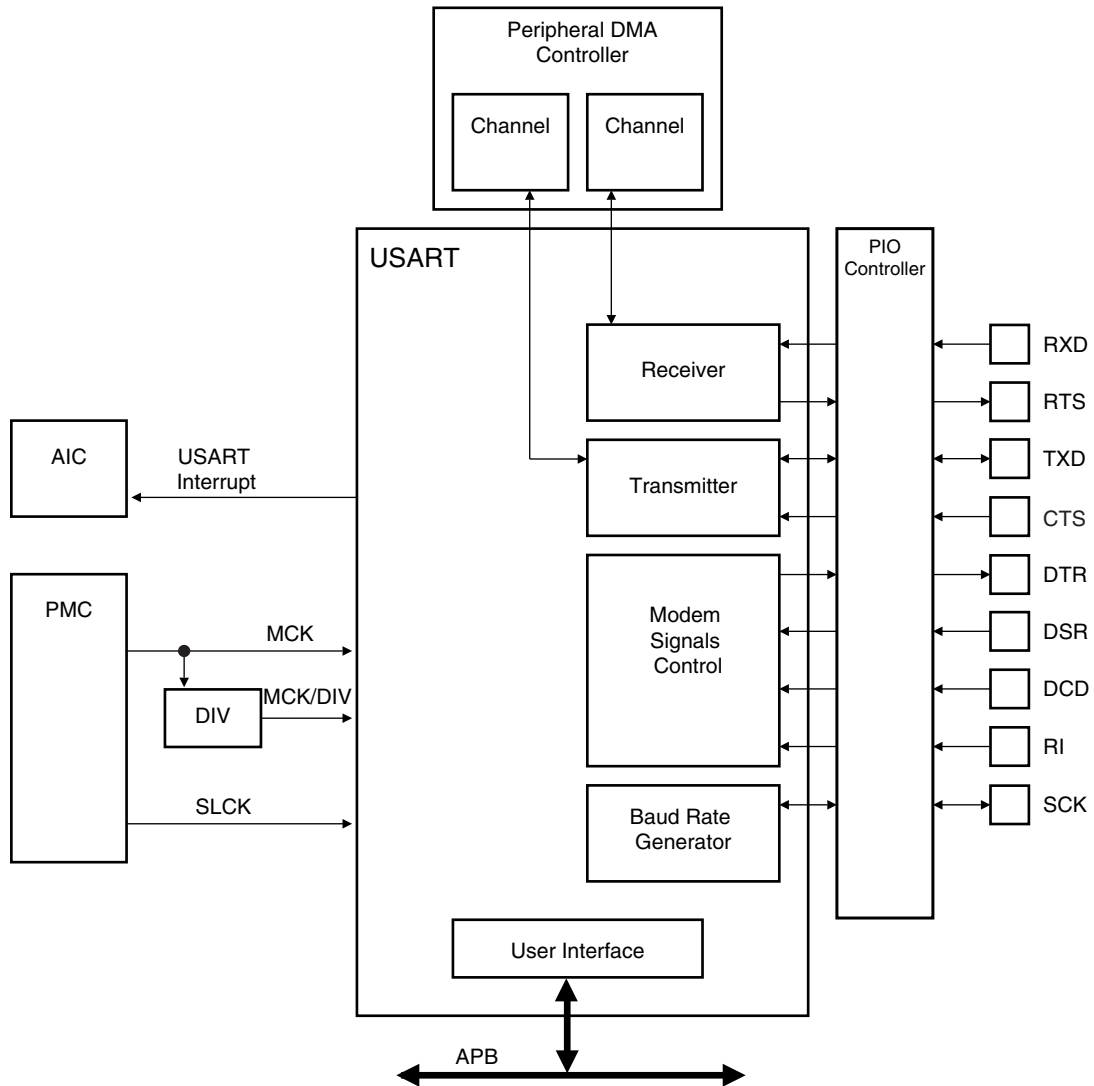 Peripheral DMA
Controller
Channel
Channel
USART
PIO
Controller
Receiver
RXD
RTS
AIC
USART
Interrupt
Transmitter
TXD
CTS
PMC
MCK
DIV
MCK/DIV
SLCK
Modem
Signals
Control
DTR
DSR
DCD
RI
Baud Rate
Generator
SCK
User Interface
APB